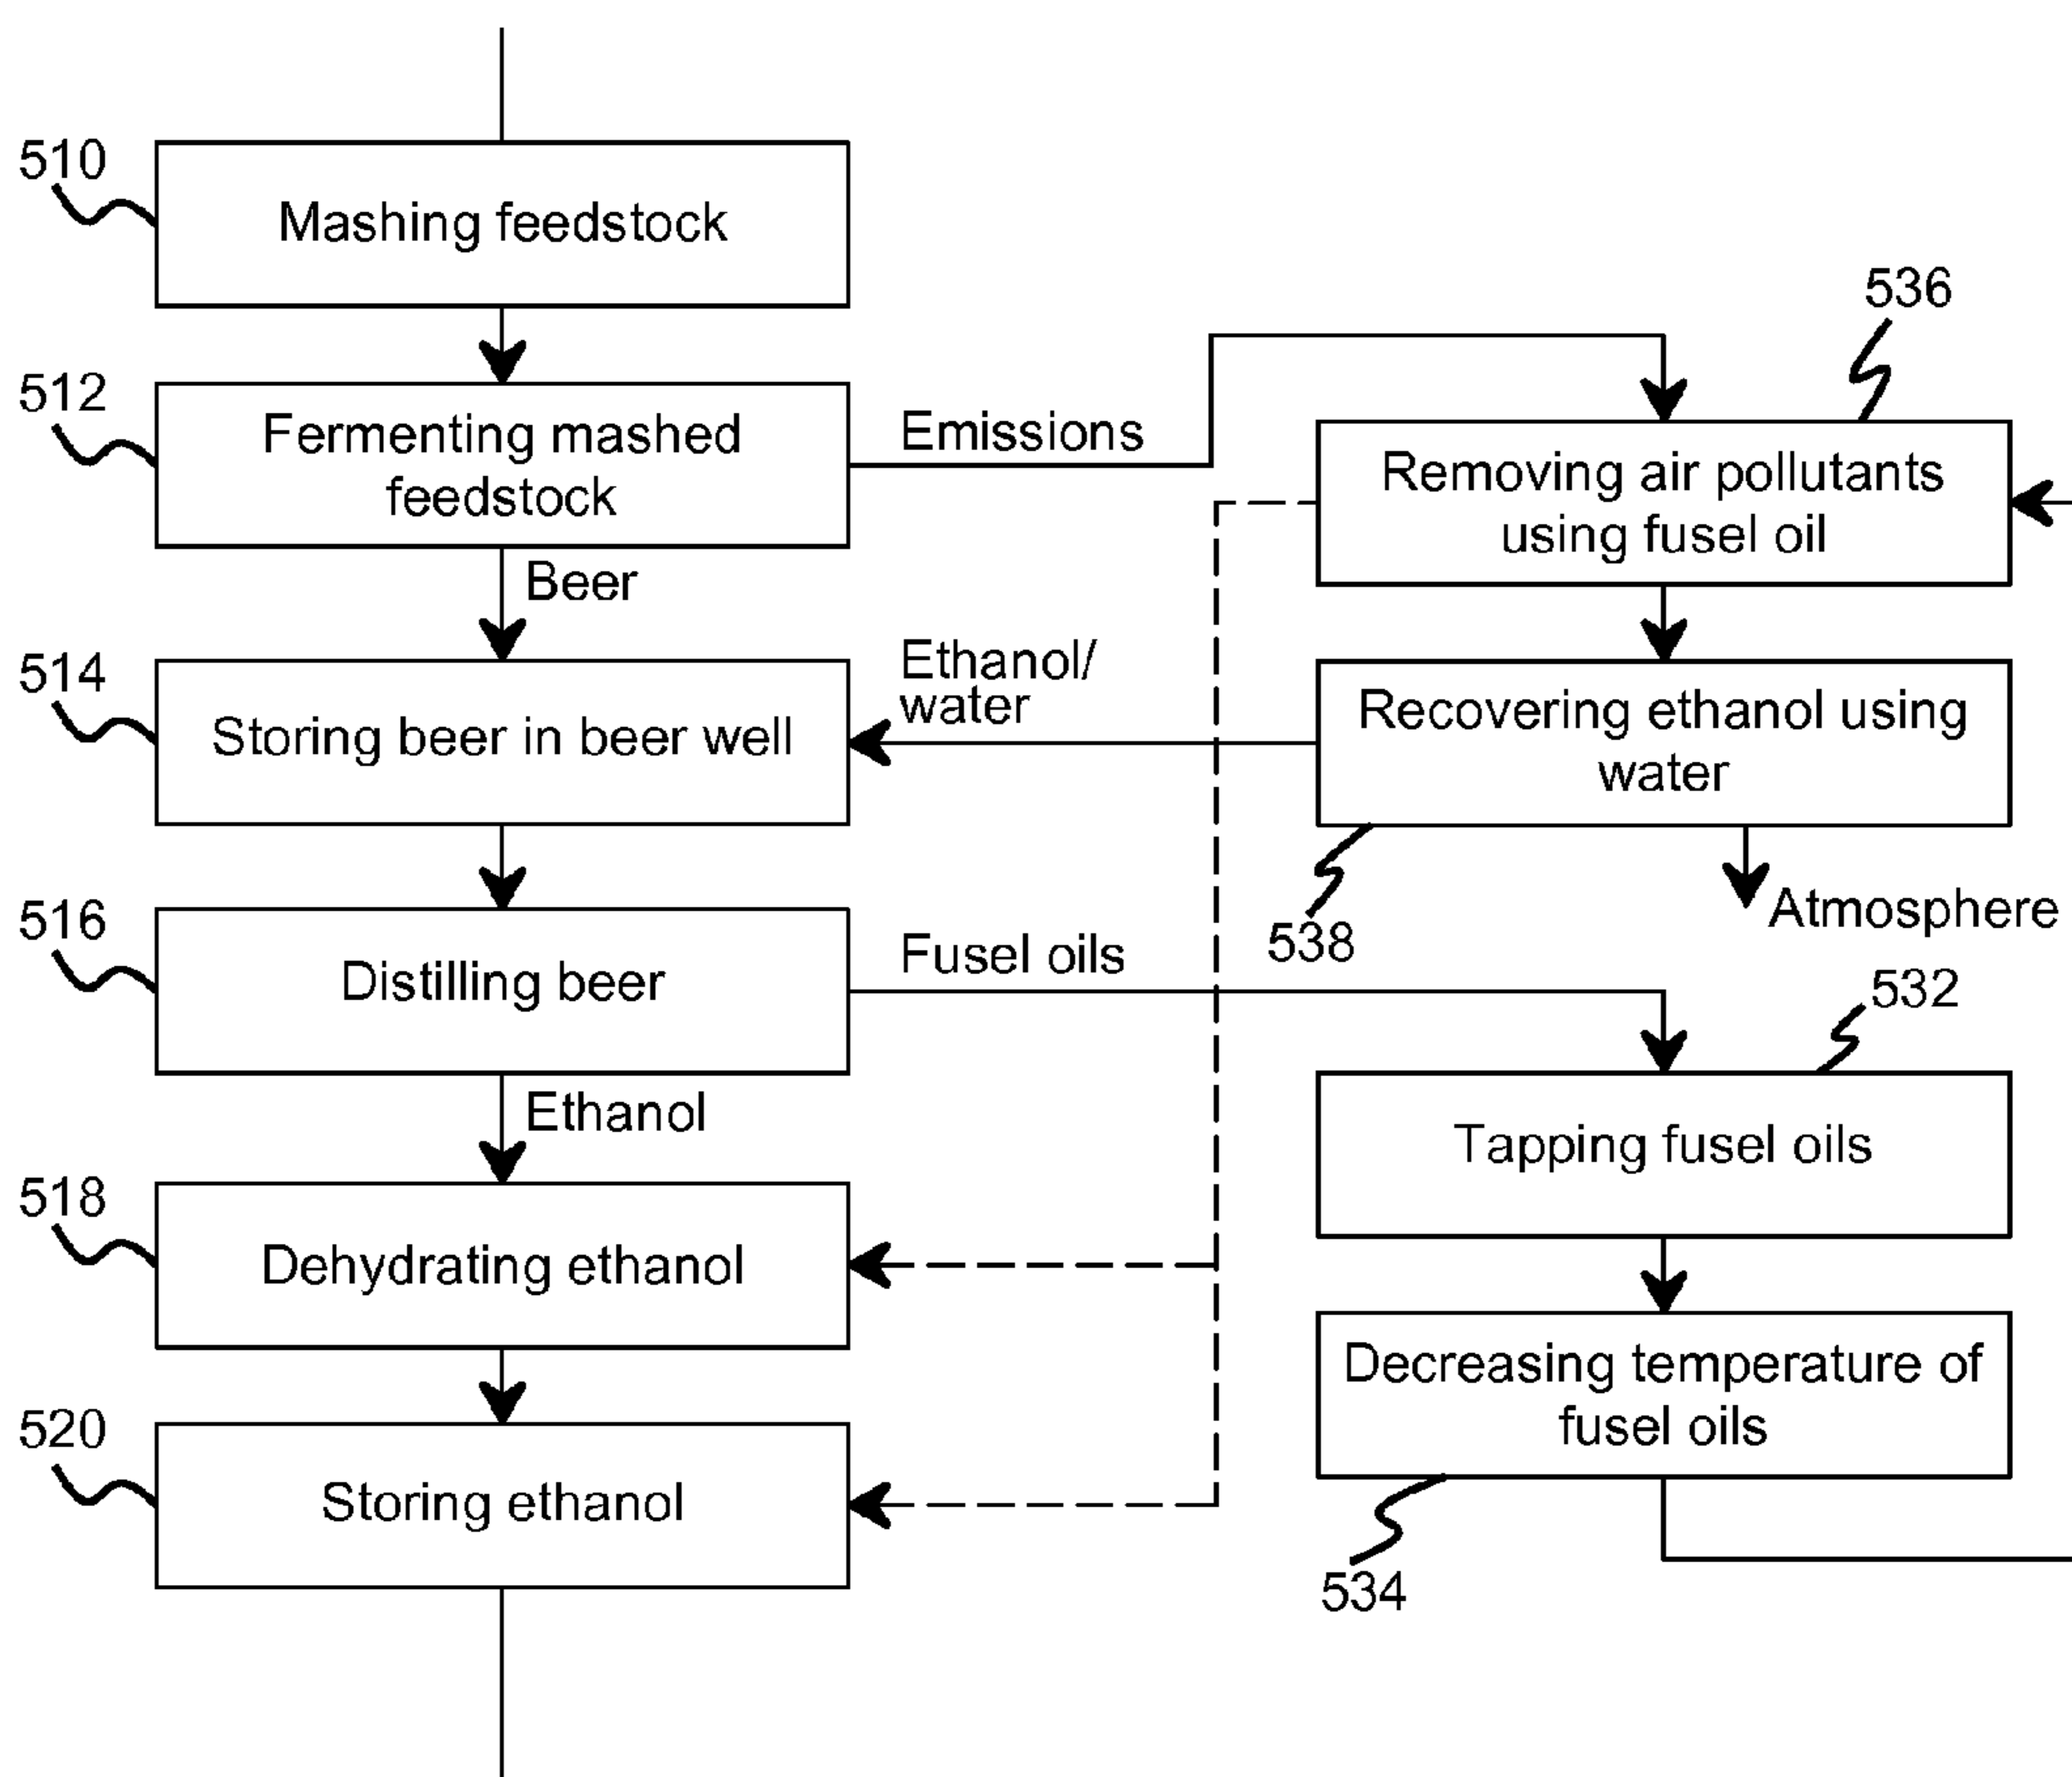 510
Mashing feedstock
512
Fermenting mashed
feedstock
Emissions
536
Removing air pollutants
using fusel oil
Beer
514
Storing beer in beer well
Ethanol/
water
Recovering ethanol using
water
538
Atmosphere
516
Distilling beer
Fusel oils
532
Tapping fusel oils
Ethanol
518
Dehydrating ethanol
Decreasing temperature of
fusel oils
534
520
Storing ethanol